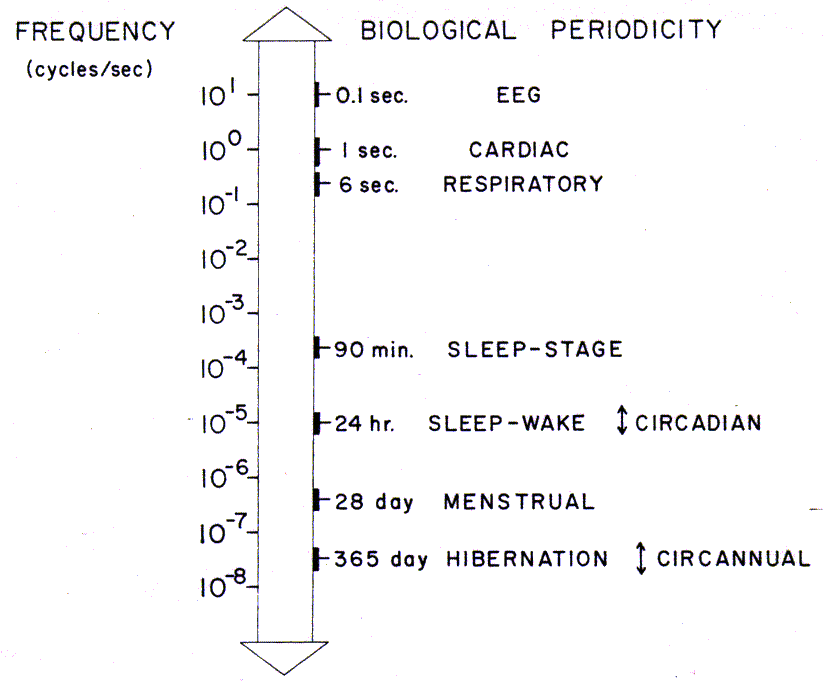 FREQUENCY BIOLOGICAL PERIODICITY
(cycles/sec)
10¹ 0.1 sec. EEG
10⁰ 1 sec. CARDIAC
6 sec. RESPIRATORY
10⁻¹
10⁻²
10⁻³
90 min. SLEEP-STAGE
10⁻⁴
10⁻⁵ 24 hr. SLEEP-WAKE ↕ CIRCADIAN
10⁻⁶
28 day MENSTRUAL
10⁻⁷
365 day HIBERNATION ↕ CIRCANNUAL
10⁻⁸